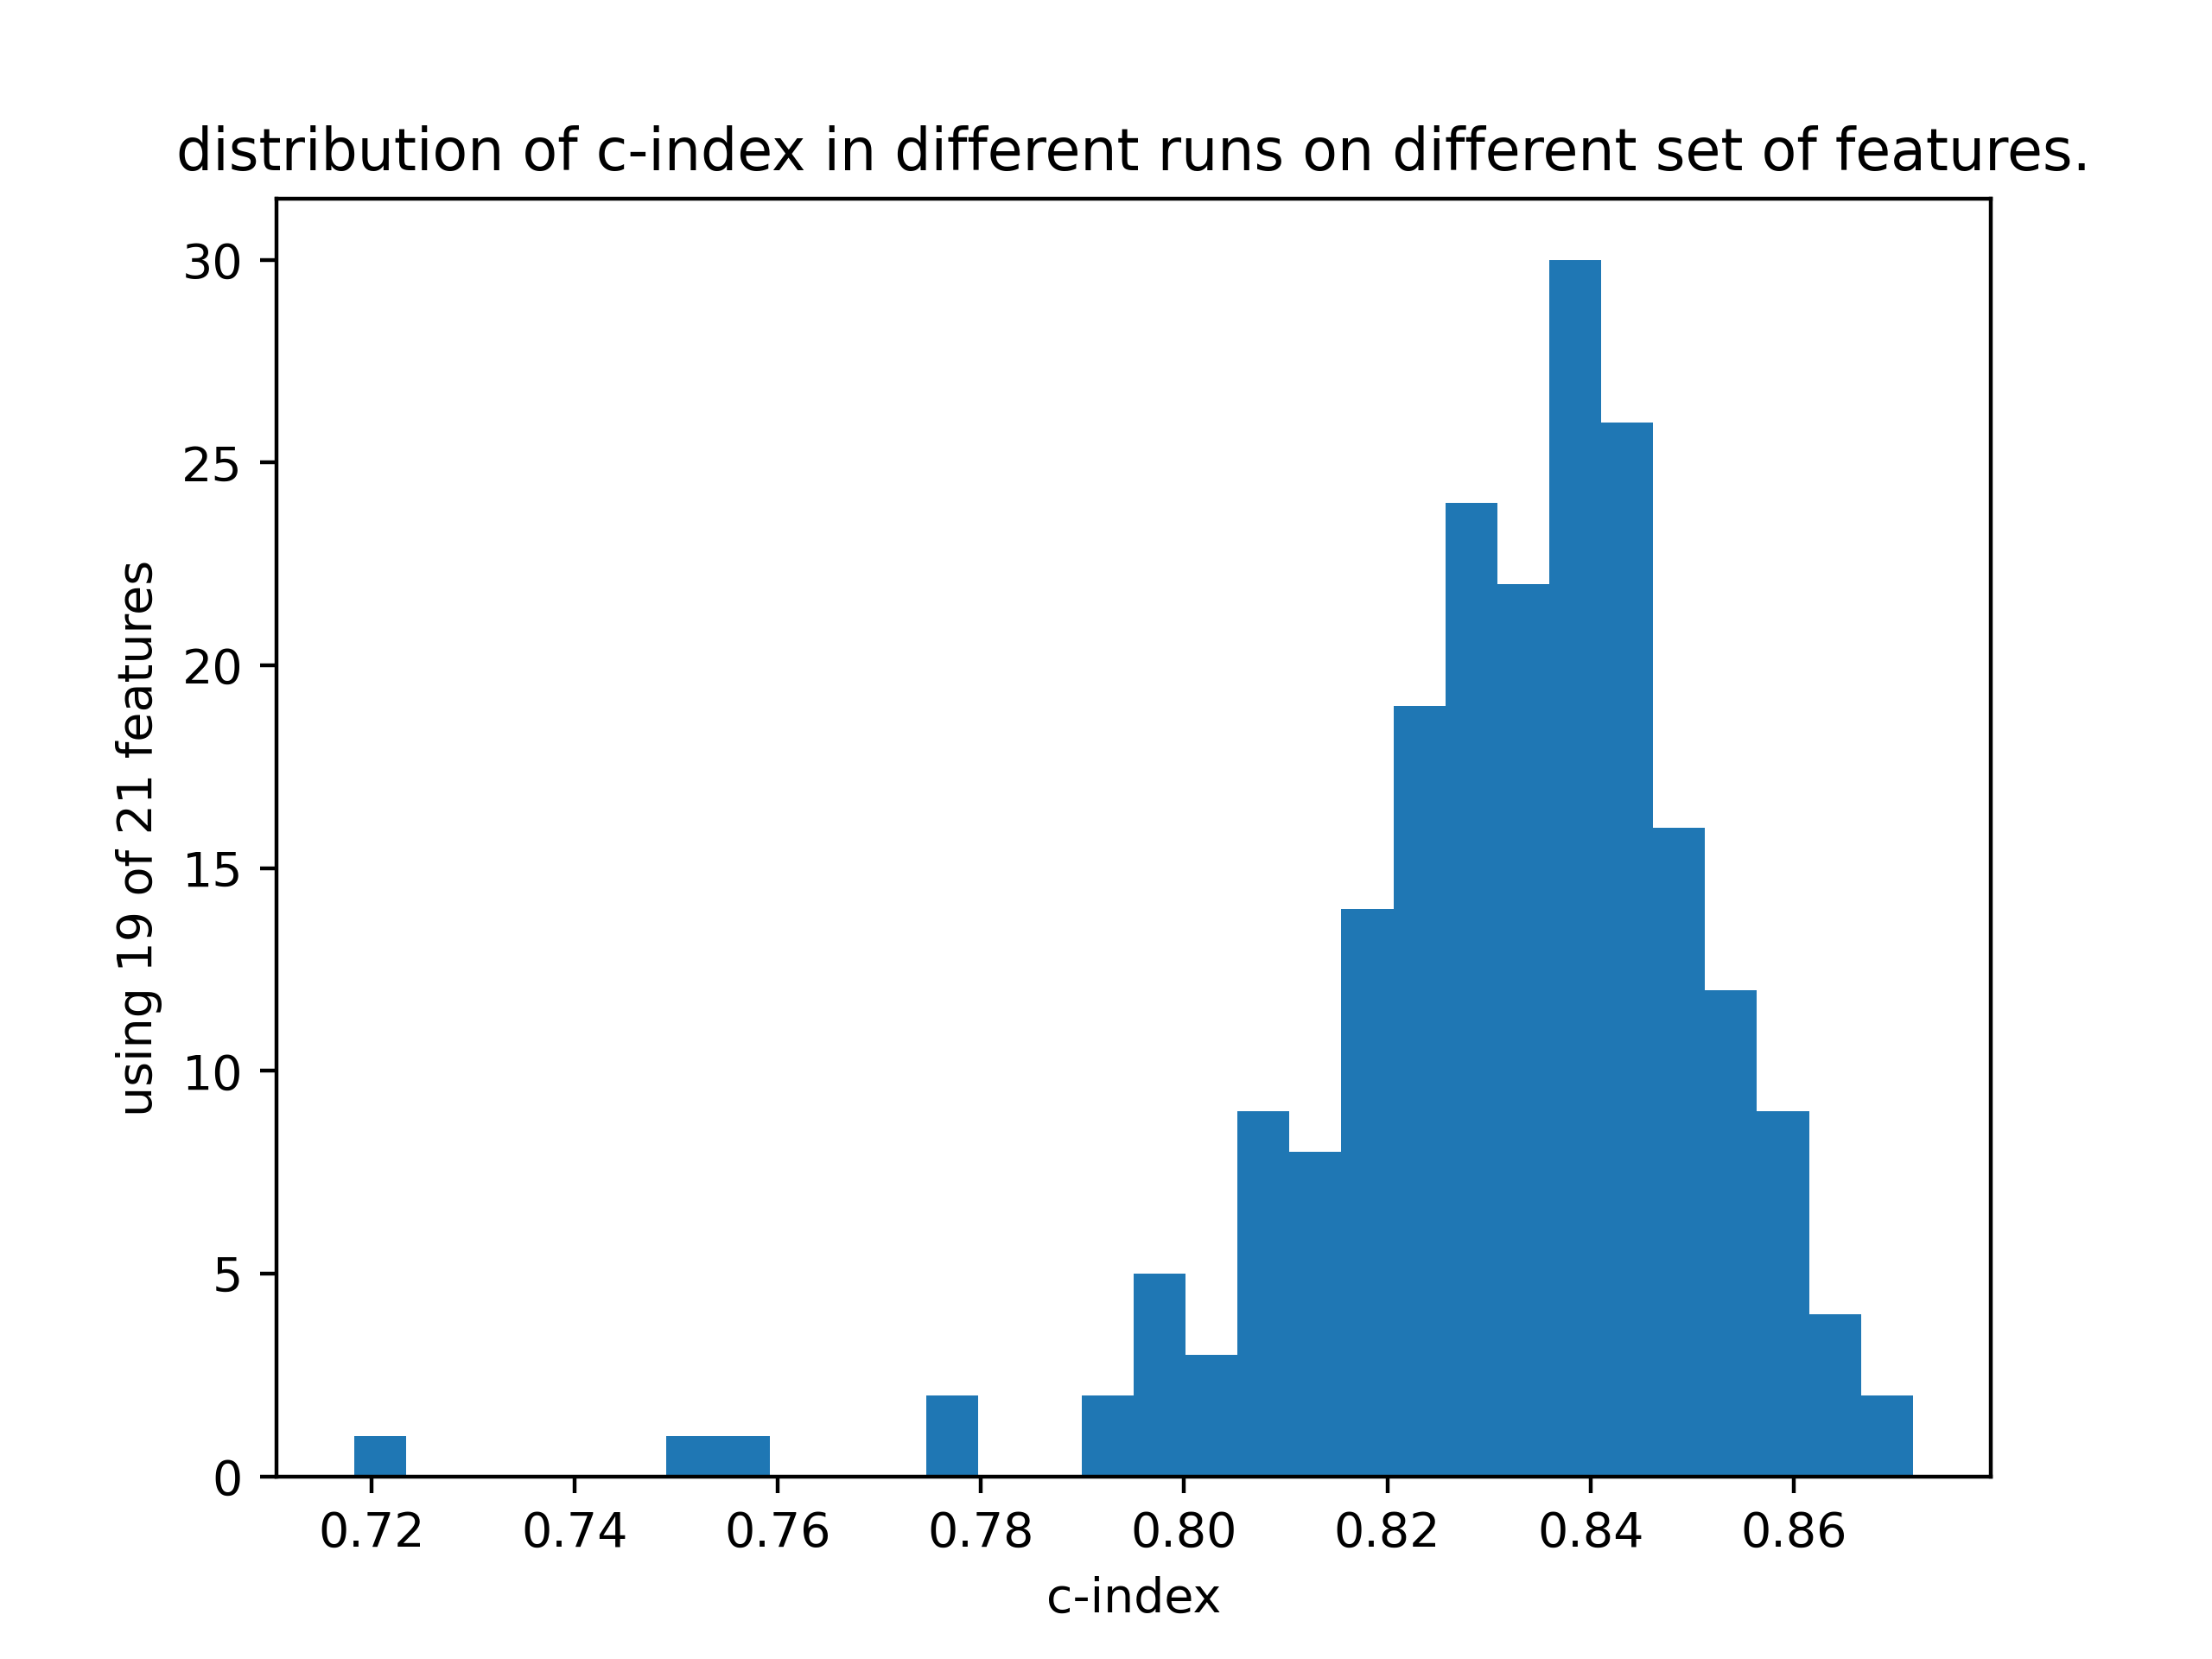 distribution of c-index in different runs on different set of features.
using 19 of 21 features
30
25
20
15
10
5
0
0.72 0.74 0.76 0.78 0.80 0.82 0.84 0.86
c-index